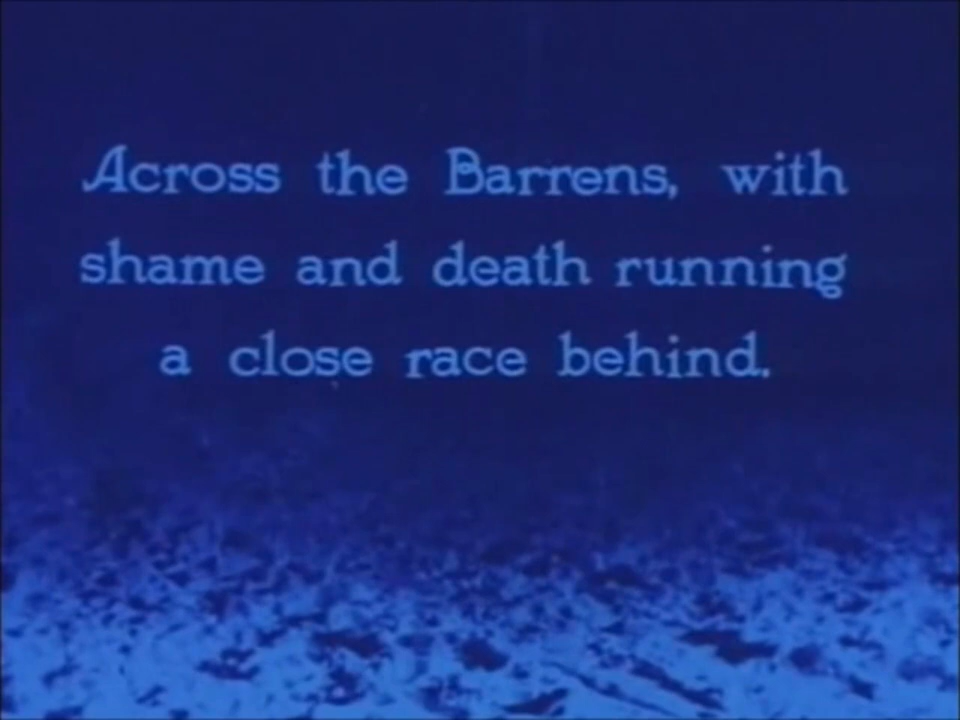 Across the Barrens, with
shame and death running
a close race behind.